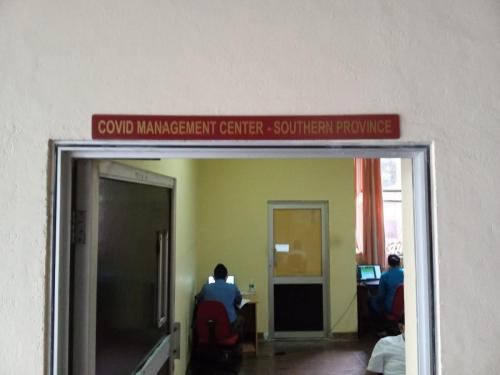 COVID MANAGEMENT CENTER - SOUTHERN PROVINCE